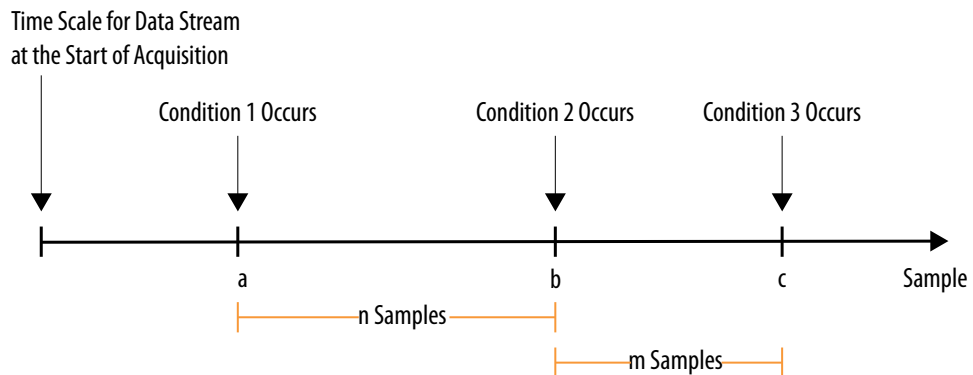 Time Scale for Data Stream
at the Start of Acquisition
Condition 1 Occurs
Condition 2 Occurs
Condition 3 Occurs
a
b
c
Sample
n Samples
m Samples